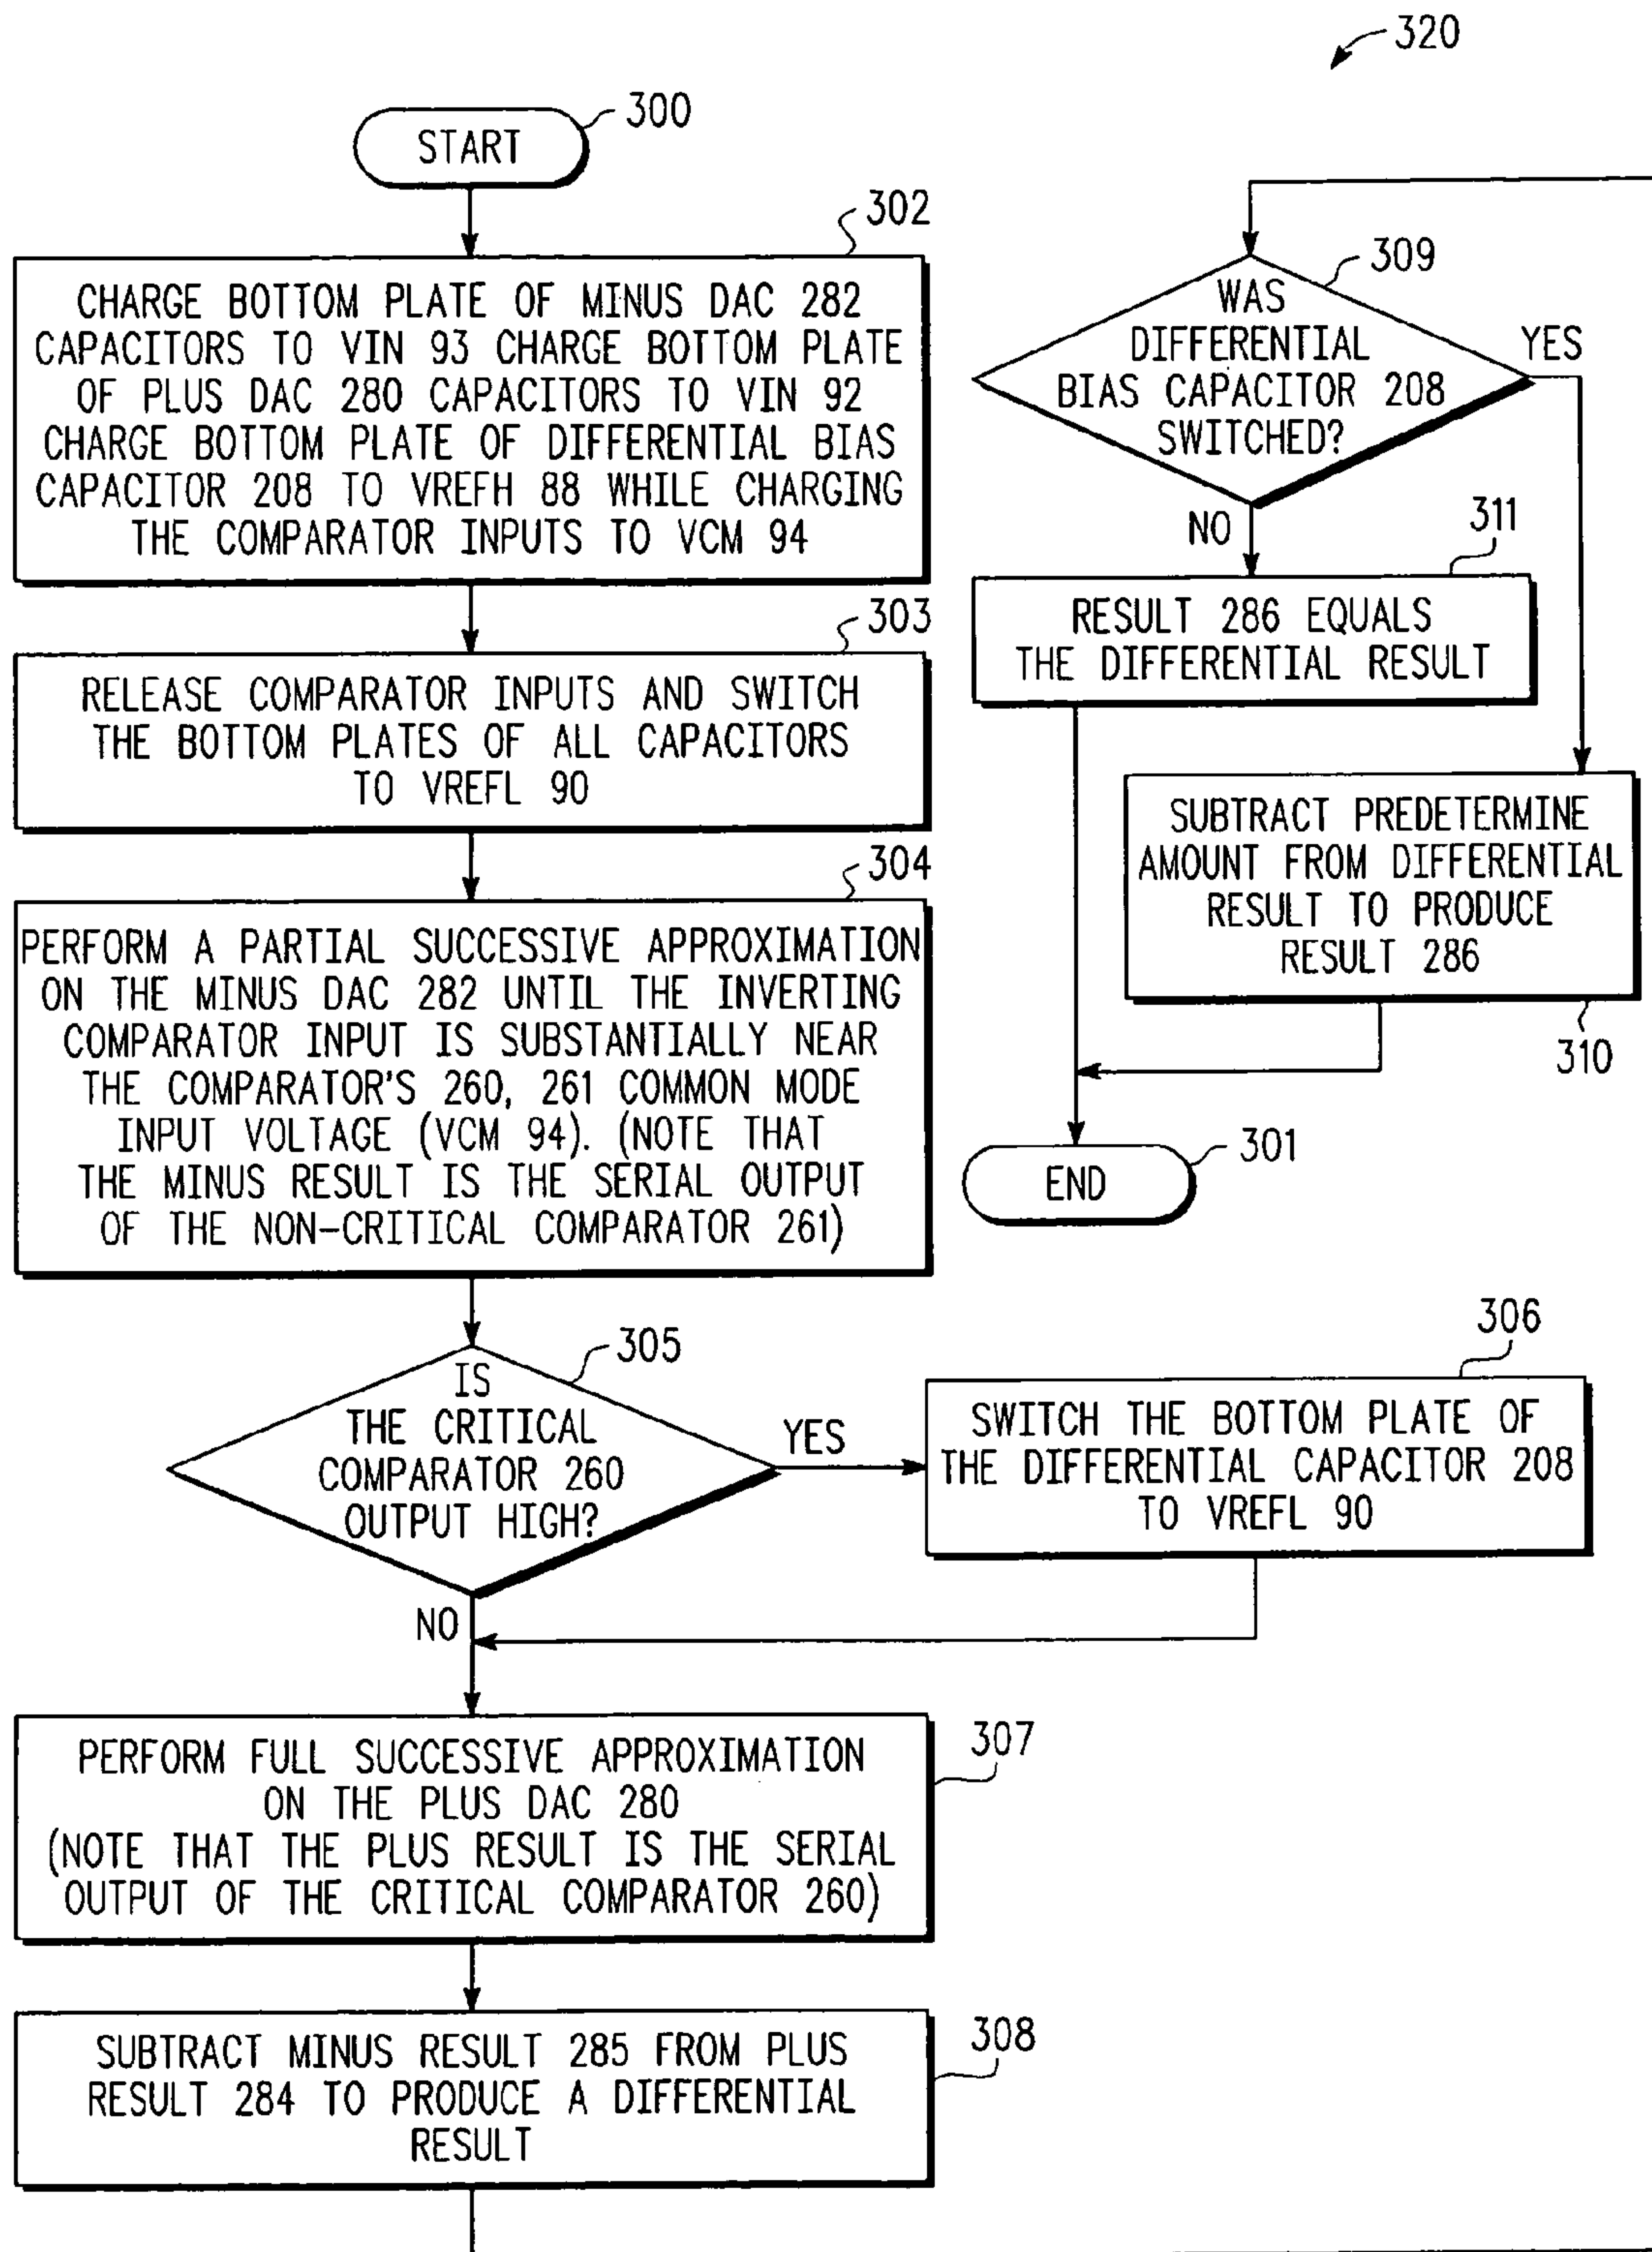 320
START
300
302
CHARGE BOTTOM PLATE OF MINUS DAC 282
CAPACITORS TO VIN 93 CHARGE BOTTOM PLATE
OF PLUS DAC 280 CAPACITORS TO VIN 92
CHARGE BOTTOM PLATE OF DIFFERENTIAL BIAS
CAPACITOR 208 TO VREFH 88 WHILE CHARGING
THE COMPARATOR INPUTS TO VCM 94
303
RELEASE COMPARATOR INPUTS AND SWITCH
THE BOTTOM PLATES OF ALL CAPACITORS
TO VREFL 90
304
PERFORM A PARTIAL SUCCESSIVE APPROXIMATION
ON THE MINUS DAC 282 UNTIL THE INVERTING
COMPARATOR INPUT IS SUBSTANTIALLY NEAR
THE COMPARATOR'S 260, 261 COMMON MODE
INPUT VOLTAGE (VCM 94). (NOTE THAT
THE MINUS RESULT IS THE SERIAL OUTPUT
OF THE NON-CRITICAL COMPARATOR 261)
305
IS
THE CRITICAL
COMPARATOR 260
OUTPUT HIGH?
YES
NO
306
SWITCH THE BOTTOM PLATE OF
THE DIFFERENTIAL CAPACITOR 208
TO VREFL 90
307
PERFORM FULL SUCCESSIVE APPROXIMATION
ON THE PLUS DAC 280
(NOTE THAT THE PLUS RESULT IS THE SERIAL
OUTPUT OF THE CRITICAL COMPARATOR 260)
308
SUBTRACT MINUS RESULT 285 FROM PLUS
RESULT 284 TO PRODUCE A DIFFERENTIAL
RESULT
309
WAS
DIFFERENTIAL
BIAS CAPACITOR 208
SWITCHED?
YES
NO
311
RESULT 286 EQUALS
THE DIFFERENTIAL RESULT
SUBTRACT PREDETERMINE
AMOUNT FROM DIFFERENTIAL
RESULT TO PRODUCE
RESULT 286
310
END
301